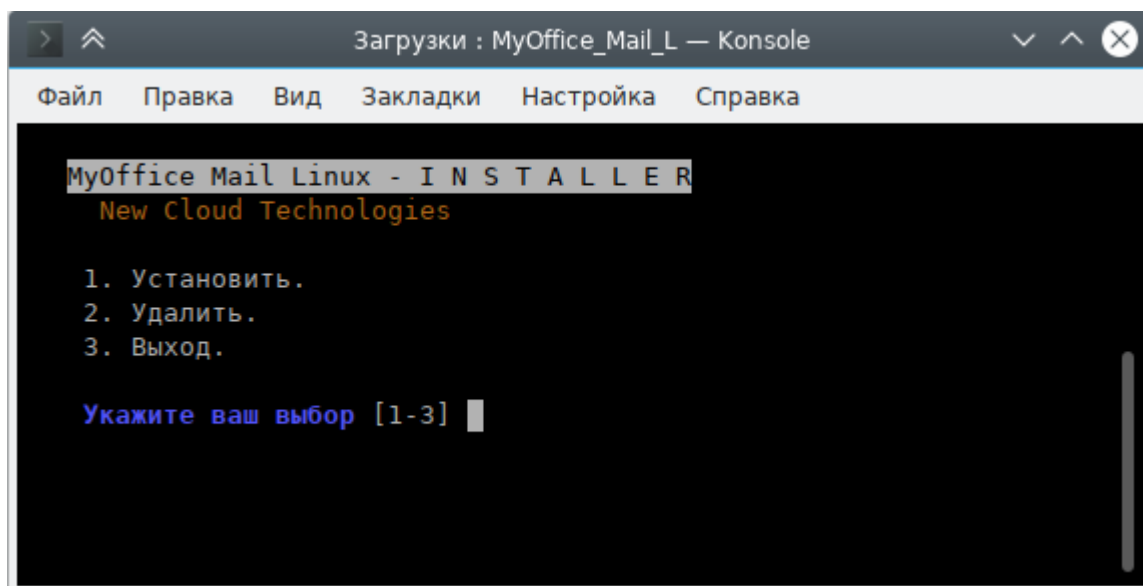 Загрузки : MyOffice_Mail_L — Konsole
Файл Правка Вид Закладки Настройка Справка
MyOffice Mail Linux - I N S T A L L E R
New Cloud Technologies
1. Установить.
2. Удалить.
3. Выход.
Укажите ваш выбор [1-3]